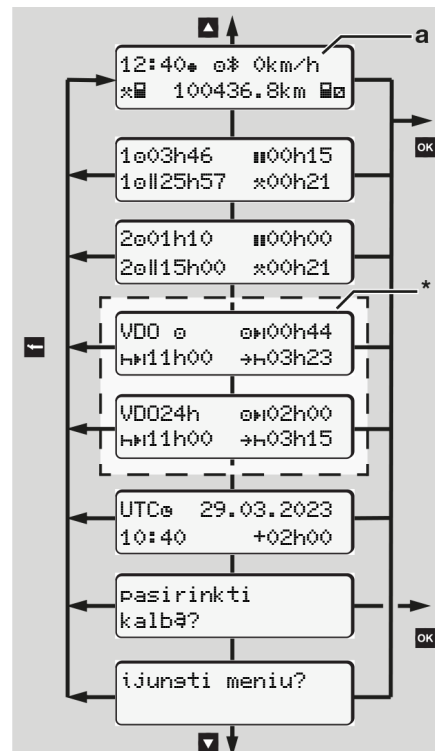 a
12:40 0km/h
100436.8km
OK
1 03h46 00h15
1 25h57 00h21
2 01h10 00h00
2 15h00 00h21
*
VDO 00h44
11h00 03h23
VDO24h 02h00
11h00 03h15
UTC 29.03.2023
10:40 +02h00
pasirinkti
kalbą?
OK
ijungti meniu?